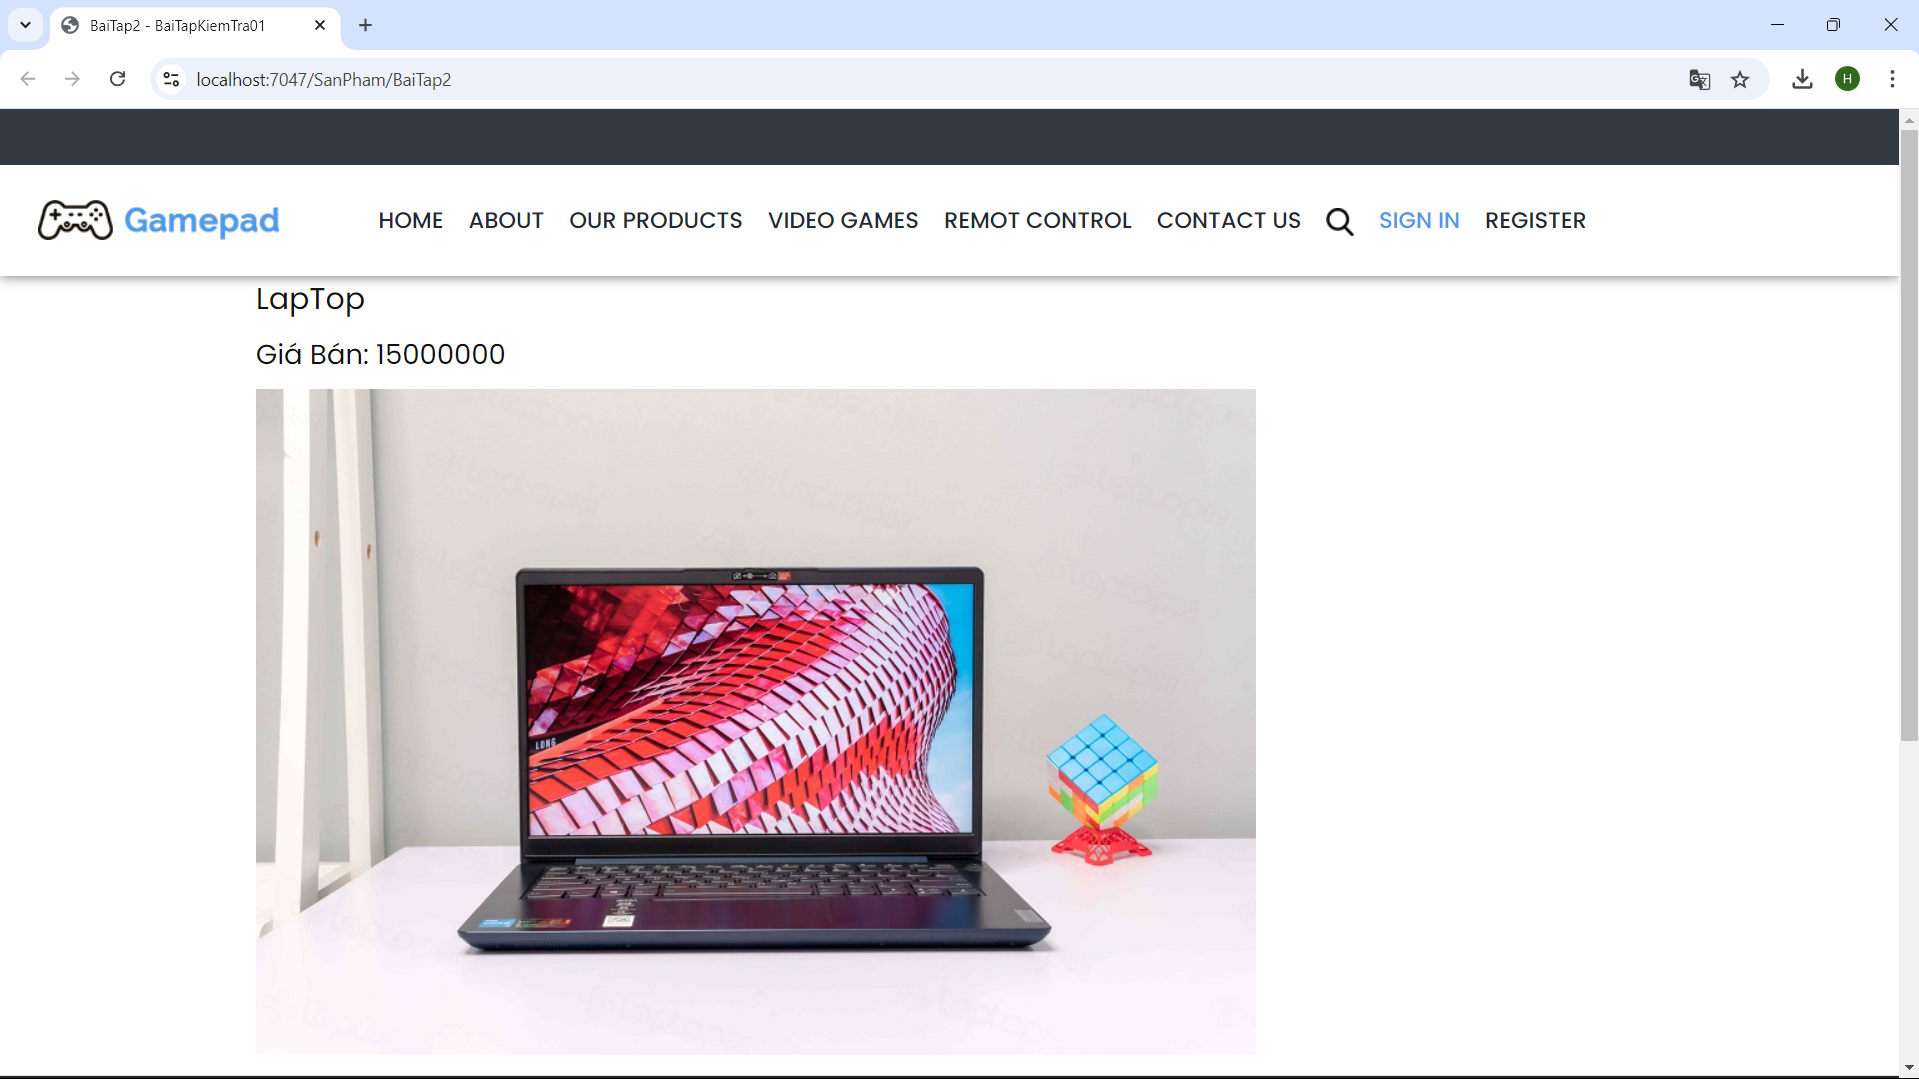 BaiTap2 - BaiTapKiemTra01
localhost:7047/SanPham/BaiTap2
H
Gamepad
HOME ABOUT OUR PRODUCTS VIDEO GAMES REMOT CONTROL CONTACT US SIGN IN REGISTER
LapTop
Giá Bán: 15000000
LONG